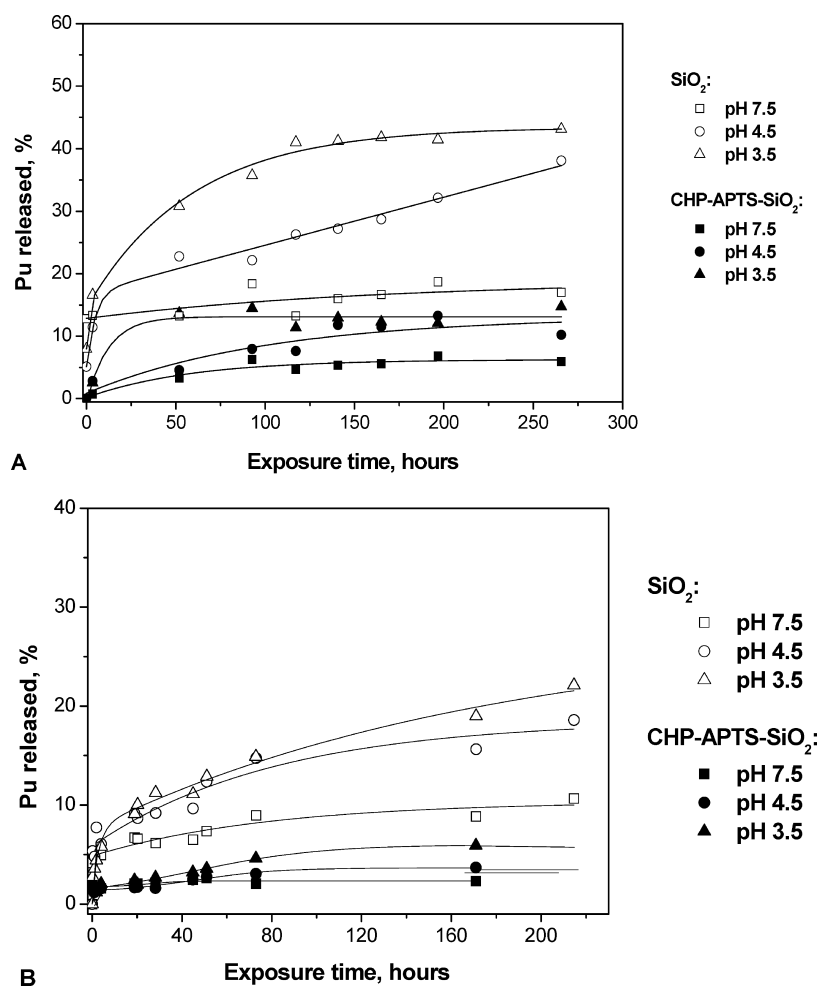 60
50
40
30
20
10
0
Pu released, %
0 50 100 150 200 250 300
Exposure time, hours
A
SiO₂:
pH 7.5
pH 4.5
pH 3.5
CHP-APTS-SiO₂:
pH 7.5
pH 4.5
pH 3.5
40
30
20
10
0
Pu released, %
0 40 80 120 160 200
Exposure time, hours
B
SiO₂:
pH 7.5
pH 4.5
pH 3.5
CHP-APTS-SiO₂:
pH 7.5
pH 4.5
pH 3.5